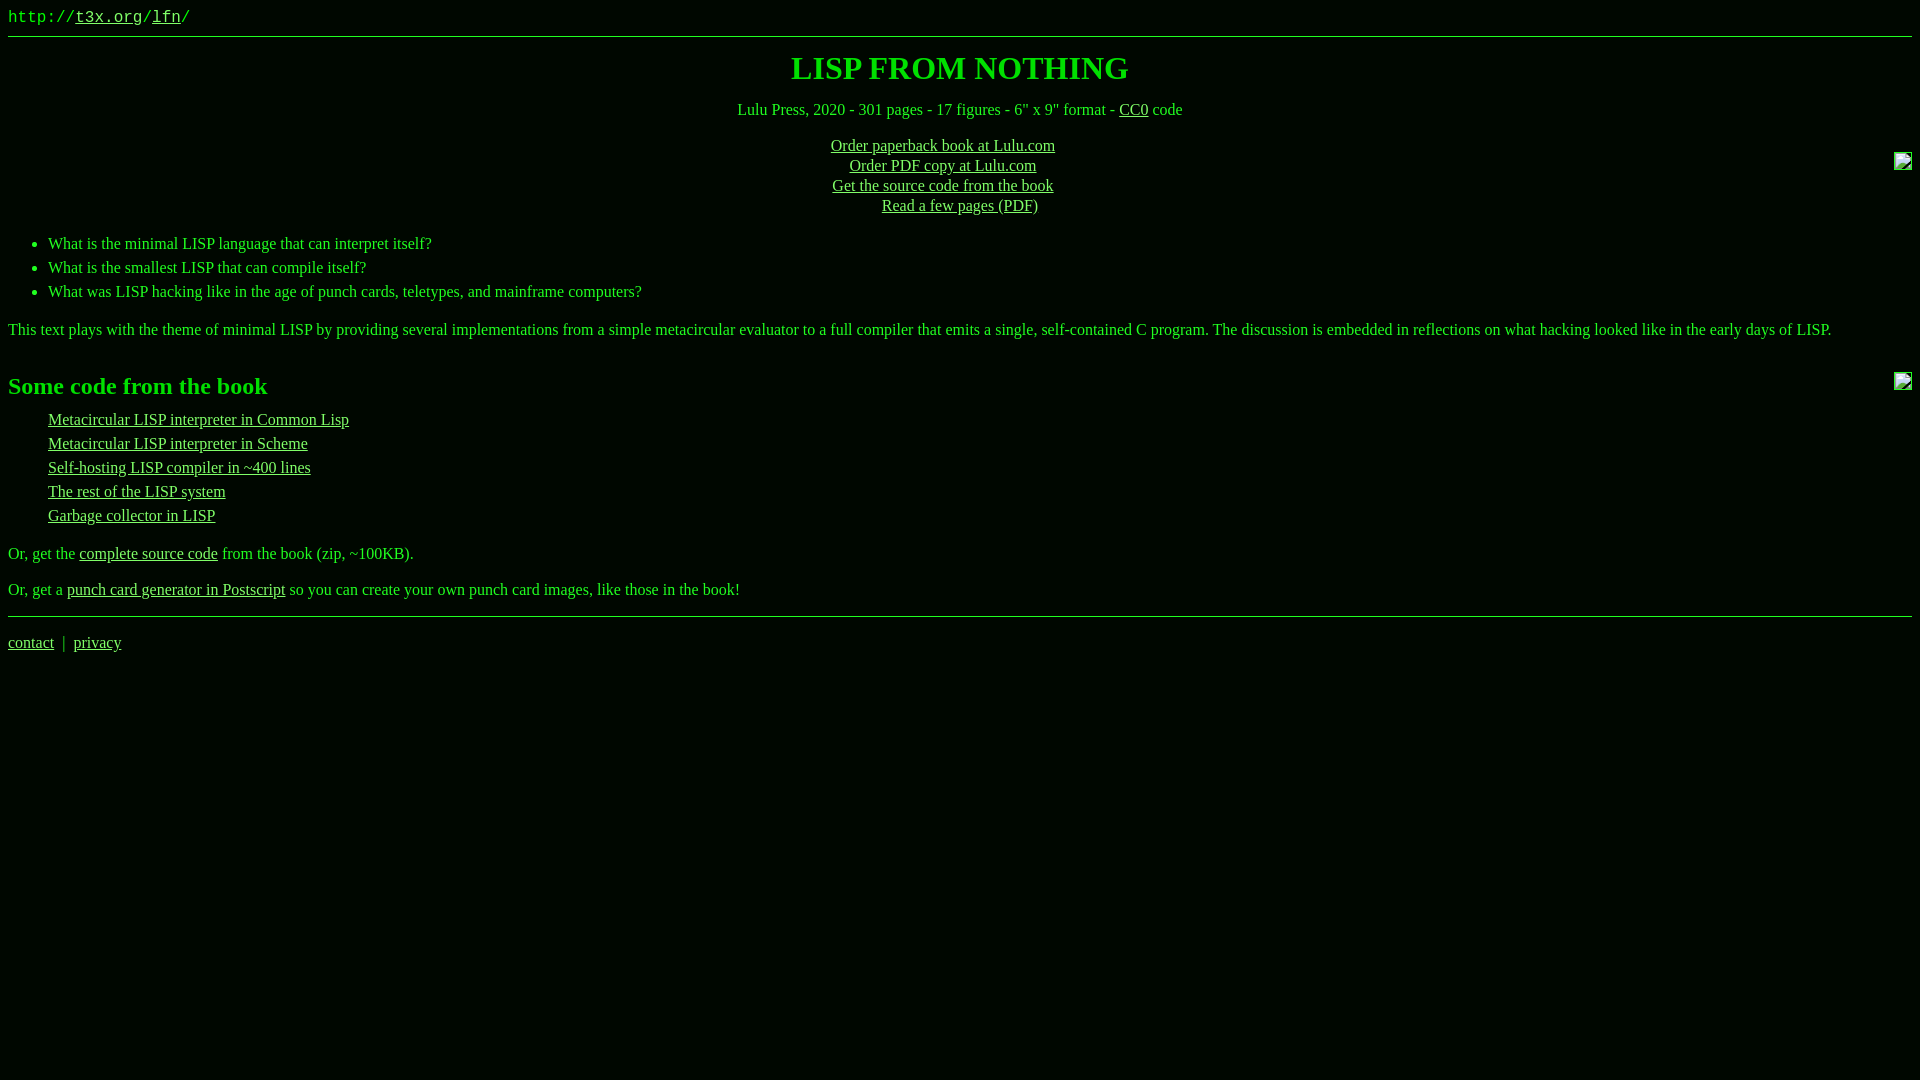 http://t3x.org/lfn/
LISP FROM NOTHING
Lulu Press, 2020 - 301 pages - 17 figures - 6" x 9" format - CC0 code
Order paperback book at Lulu.com
Order PDF copy at Lulu.com
Get the source code from the book
Read a few pages (PDF)
• What is the minimal LISP language that can interpret itself?
• What is the smallest LISP that can compile itself?
• What was LISP hacking like in the age of punch cards, teletypes, and mainframe computers?
This text plays with the theme of minimal LISP by providing several implementations from a simple metacircular evaluator to a full compiler that emits a single, self-contained C program. The discussion is embedded in reflections on what hacking looked like in the early days of LISP.
Some code from the book
Metacircular LISP interpreter in Common Lisp
Metacircular LISP interpreter in Scheme
Self-hosting LISP compiler in ~400 lines
The rest of the LISP system
Garbage collector in LISP
Or, get the complete source code from the book (zip, ~100KB).
Or, get a punch card generator in Postscript so you can create your own punch card images, like those in the book!
contact | privacy